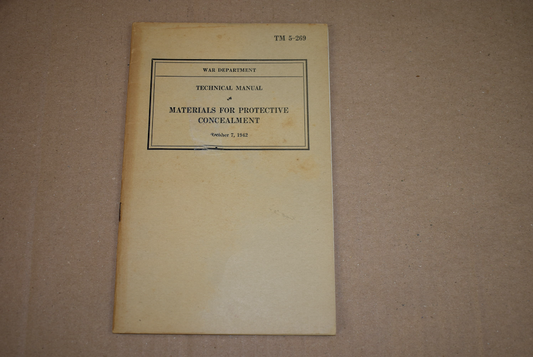 TM 5-269
WAR DEPARTMENT
TECHNICAL MANUAL
MATERIALS FOR PROTECTIVE
CONCEALMENT
October 7, 1942